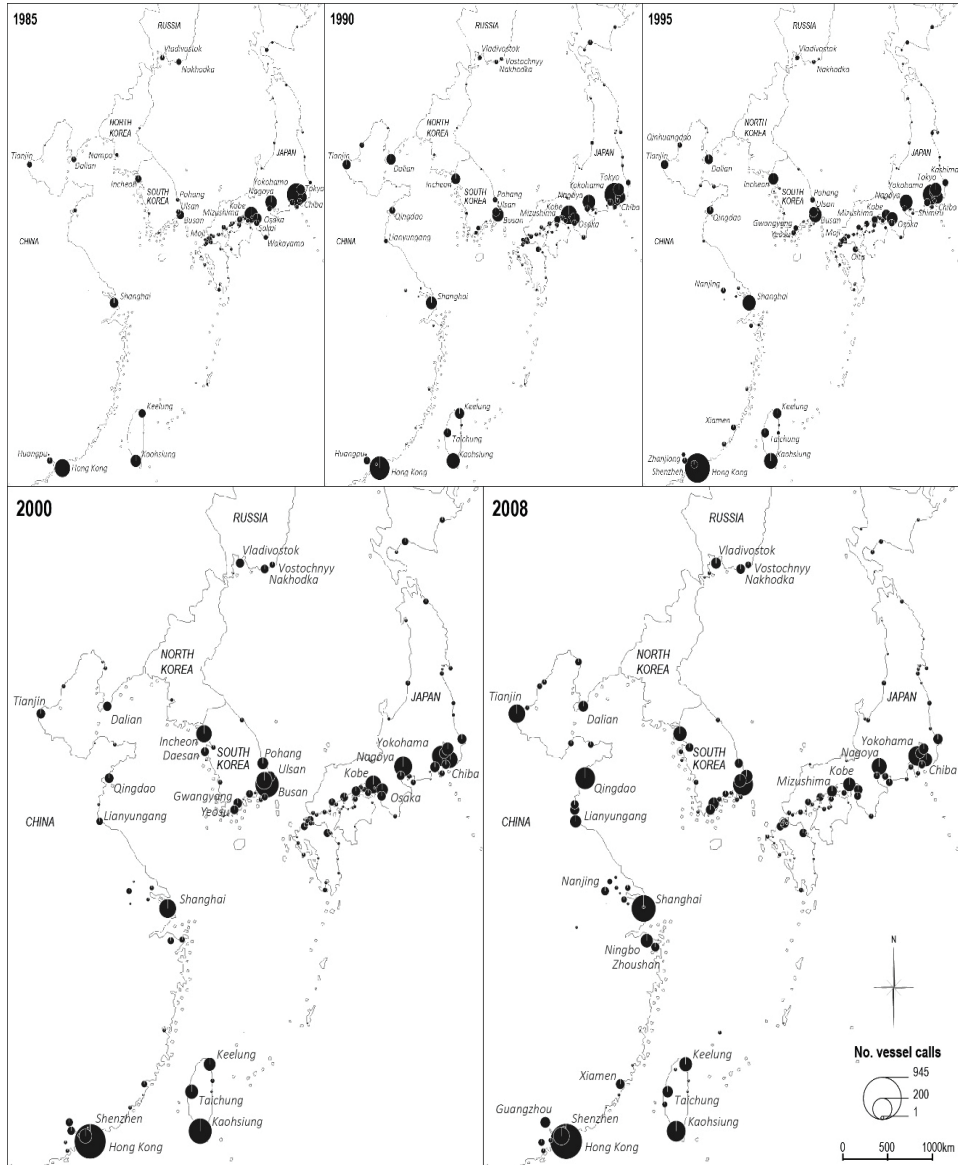 1985
RUSSIA
Vladivostok
Nakhodka
NORTH
KOREA
JAPAN
Tianjin
Dalian
Nampo
Incheon
SOUTH
KOREA
Pohang
Ulsan
Busan
Yokohama
Nagoya
Tokyo
Chiba
Kobe
Mizushima
Osaka
Sakai
Moji
Wakayama
CHINA
Shanghai
Keelung
Huangpu
Hong Kong
Kaohsiung
1990
RUSSIA
Vladivostok
Vostochnyy
Nakhodka
NORTH
KOREA
JAPAN
Tianjin
Dalian
Incheon
SOUTH
KOREA
Pohang
Ulsan
Busan
Tokyo
Yokohama
Nagoya
Chiba
Kobe
Mizushima
Osaka
Qingdao
CHINA
Lianyungang
Shanghai
Keelung
Taichung
Huangpu
Hong Kong
Kaohsiung
1995
RUSSIA
Vladivostok
Nakhodka
NORTH
KOREA
JAPAN
Qinhuangdao
Tianjin
Dalian
Incheon
SOUTH
KOREA
Pohang
Ulsan
Busan
Kashima
Tokyo
Yokohama
Nagoya
Chiba
Kobe
Mizushima
Shimizu
Osaka
Qingdao
Gwangyang
Yeosu
Moji
Oita
CHINA
Lianyungang
Nanjing
Shanghai
Xiamen
Keelung
Taichung
Zhanjiang
Shenzhen
Hong Kong
Kaohsiung
2000
RUSSIA
Vladivostok
Vostochnyy
Nakhodka
NORTH
KOREA
JAPAN
Tianjin
Dalian
Incheon
Daesan
SOUTH
KOREA
Pohang
Ulsan
Busan
Yokohama
Nagoya
Kobe
Chiba
Osaka
Qingdao
Gwangyang
Yeosu
CHINA
Lianyungang
Shanghai
Keelung
Taichung
Shenzhen
Kaohsiung
Hong Kong
2008
RUSSIA
Vladivostok
Vostochnyy
Nakhodka
NORTH
KOREA
JAPAN
Tianjin
Dalian
SOUTH
KOREA
Yokohama
Nagoya
Kobe
Chiba
Mizushima
Qingdao
CHINA
Lianyungang
Nanjing
Shanghai
Ningbo
Zhoushan
Keelung
Xiamen
Taichung
Guangzhou
Shenzhen
Kaohsiung
Hong Kong
N
No. vessel calls
945
200
1
0 500 1000km